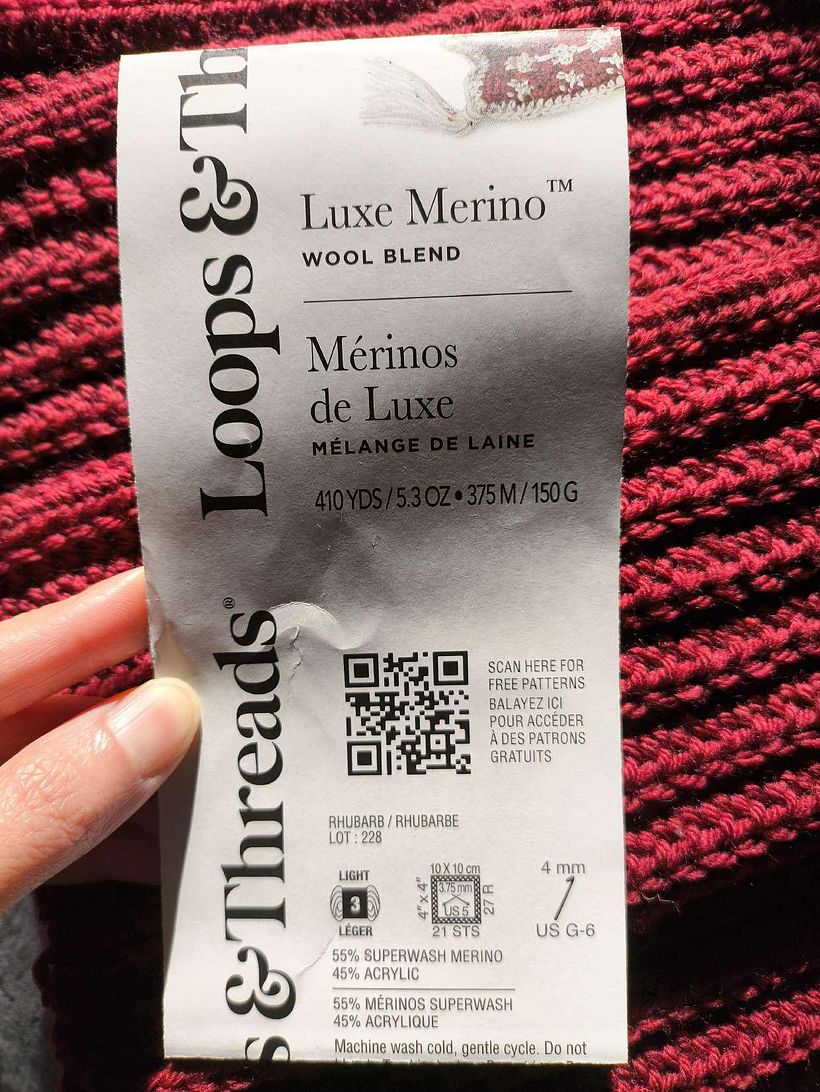 Loops & Th
s & Threads®
Luxe Merino™
WOOL BLEND
Mérinos
de Luxe
MÉLANGE DE LAINE
410 YDS / 5.3 OZ • 375 M / 150 G
SCAN HERE FOR
FREE PATTERNS
BALAYEZ ICI
POUR ACCÉDER
À DES PATRONS
GRATUITS
RHUBARB / RHUBARBE
LOT : 228
LIGHT
3
LÉGER
10 X 10 cm
4" x 4"
3.75 mm
US 5
27 R
21 STS
4 mm
US G-6
55% SUPERWASH MERINO
45% ACRYLIC
55% MÉRINOS SUPERWASH
45% ACRYLIQUE
Machine wash cold, gentle cycle. Do not